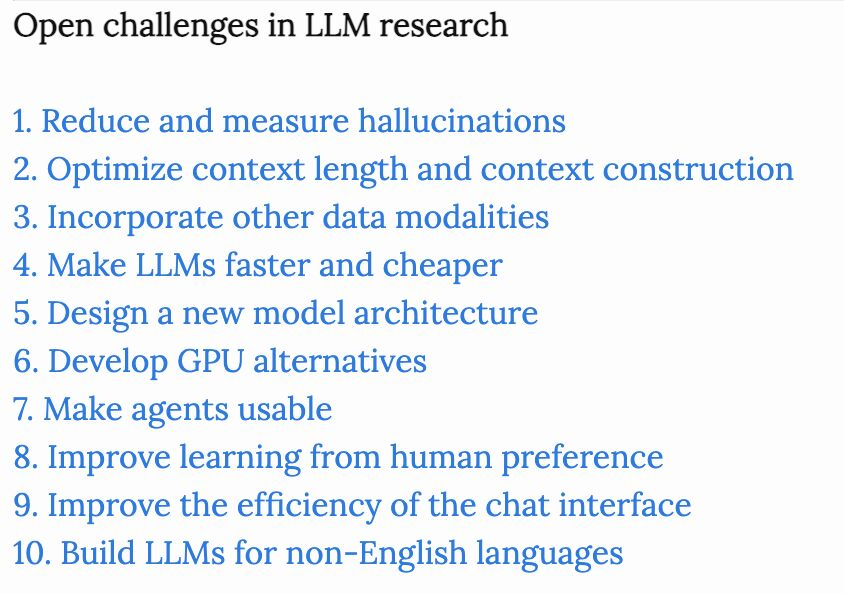 Open challenges in LLM research
1. Reduce and measure hallucinations
2. Optimize context length and context construction
3. Incorporate other data modalities
4. Make LLMs faster and cheaper
5. Design a new model architecture
6. Develop GPU alternatives
7. Make agents usable
8. Improve learning from human preference
9. Improve the efficiency of the chat interface
10. Build LLMs for non-English languages